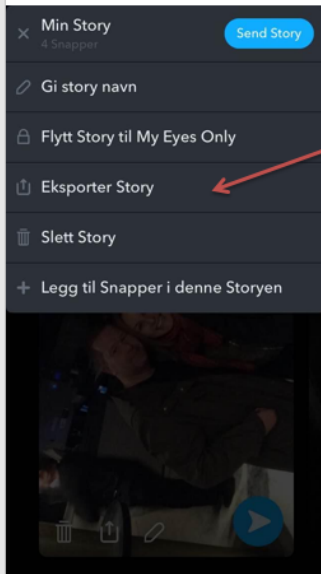 Min Story
4 Snapper
Send Story
Gi story navn
Flytt Story til My Eyes Only
Eksporter Story
Slett Story
Legg til Snapper i denne Storyen